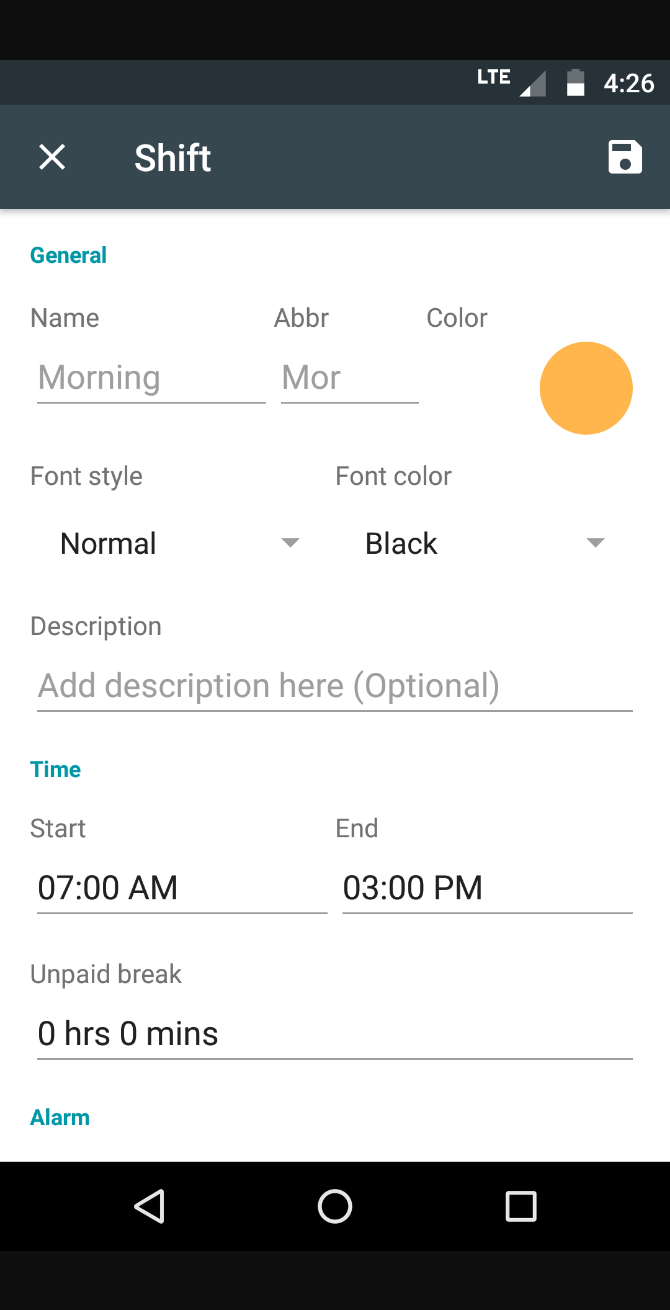 LTE 4:26
Shift
General
Name Abbr Color
Morning Mor
Font style Font color
Normal Black
Description
Add description here (Optional)
Time
Start End
07:00 AM 03:00 PM
Unpaid break
0 hrs 0 mins
Alarm